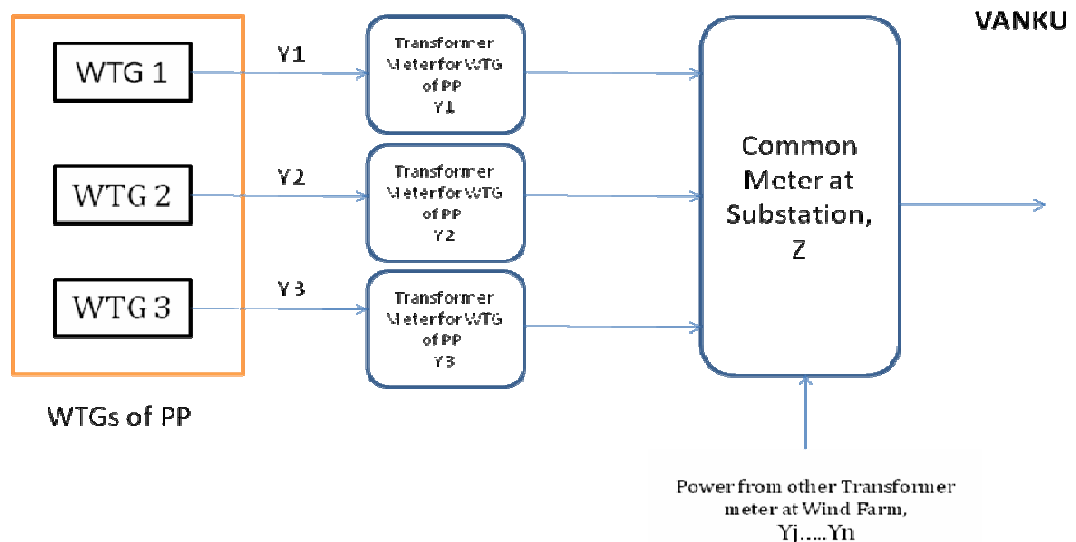 VANKU
WTG 1
Y1
Transformer
Meter for WTG
of PP
Y1
WTG 2
Y2
Transformer
Meter for WTG
of PP
Y2
WTG 3
Y3
Transformer
Meter for WTG
of PP
Y3
Common
Meter at
Substation,
Z
WTGs of PP
Power from other Transformer
meter at Wind Farm,
Yj.....Yn